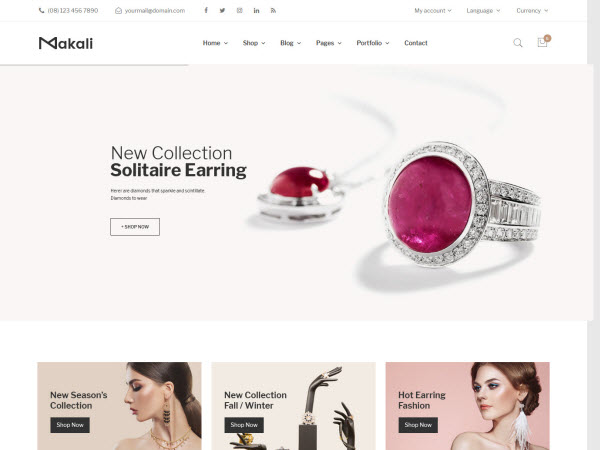 (08) 123 456 7890 yourmail@domain.com My account Language Currency
Makali Home Shop Blog Pages Portfolio Contact
New Collection
Solitaire Earring
Here are diamonds that sparkle and scintillate
Diamonds to wear
+ SHOP NOW
New Season's
Collection
Shop Now
New Collection
Fall / Winter
Shop Now
Hot Earring
Fashion
Shop Now